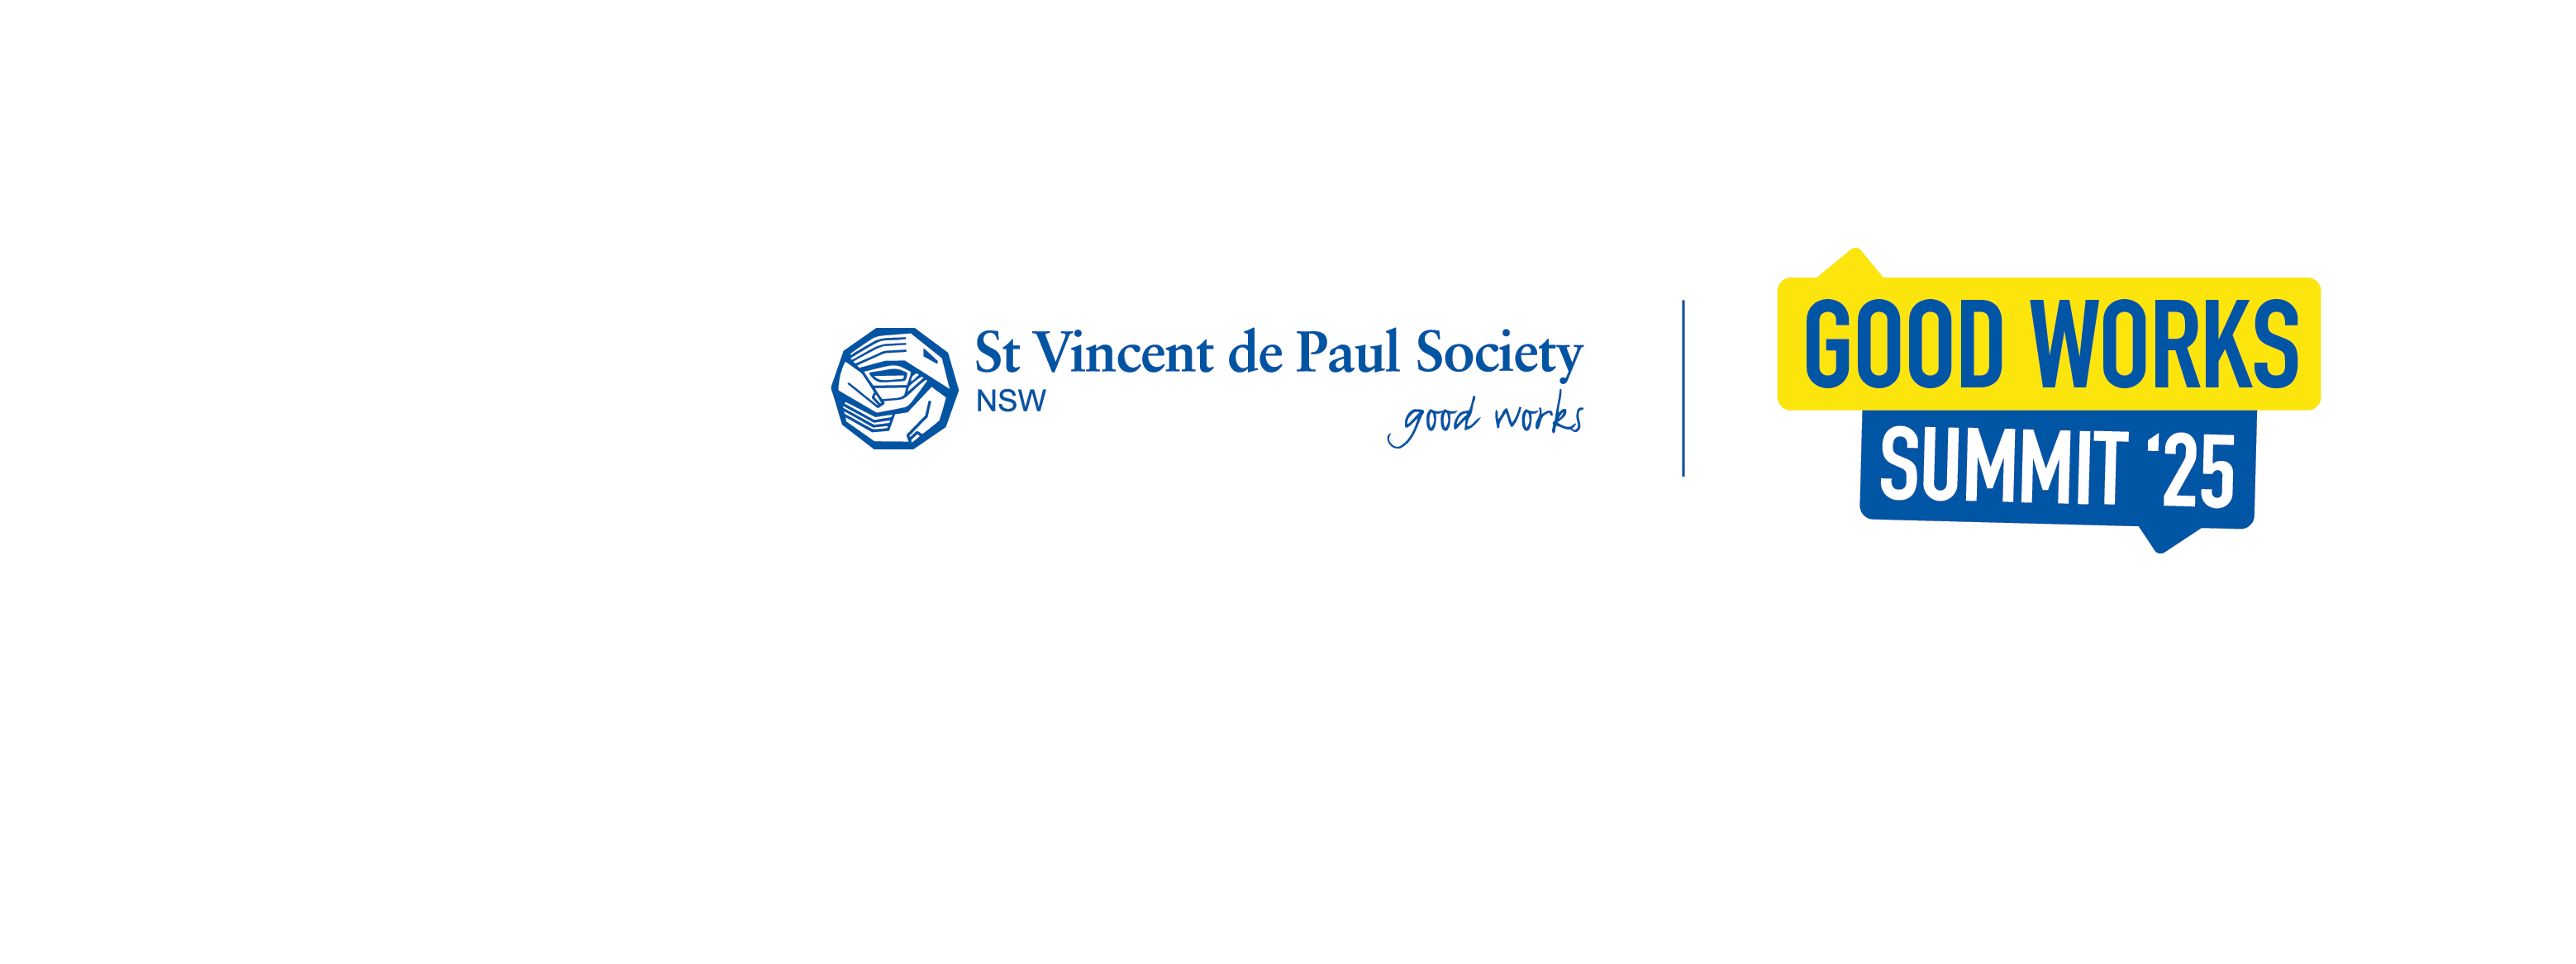 St Vincent de Paul Society
NSW
good works
GOOD WORKS
SUMMIT ‘25